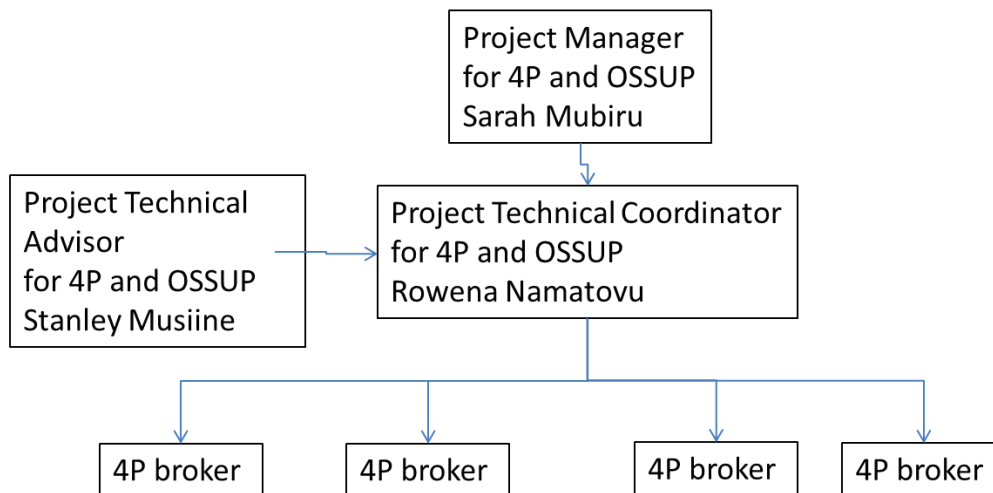 Project Manager
for 4P and OSSUP
Sarah Mubiru
Project Technical
Advisor
for 4P and OSSUP
Stanley Musiine
Project Technical Coordinator
for 4P and OSSUP
Rowena Namatovu
4P broker
4P broker
4P broker
4P broker